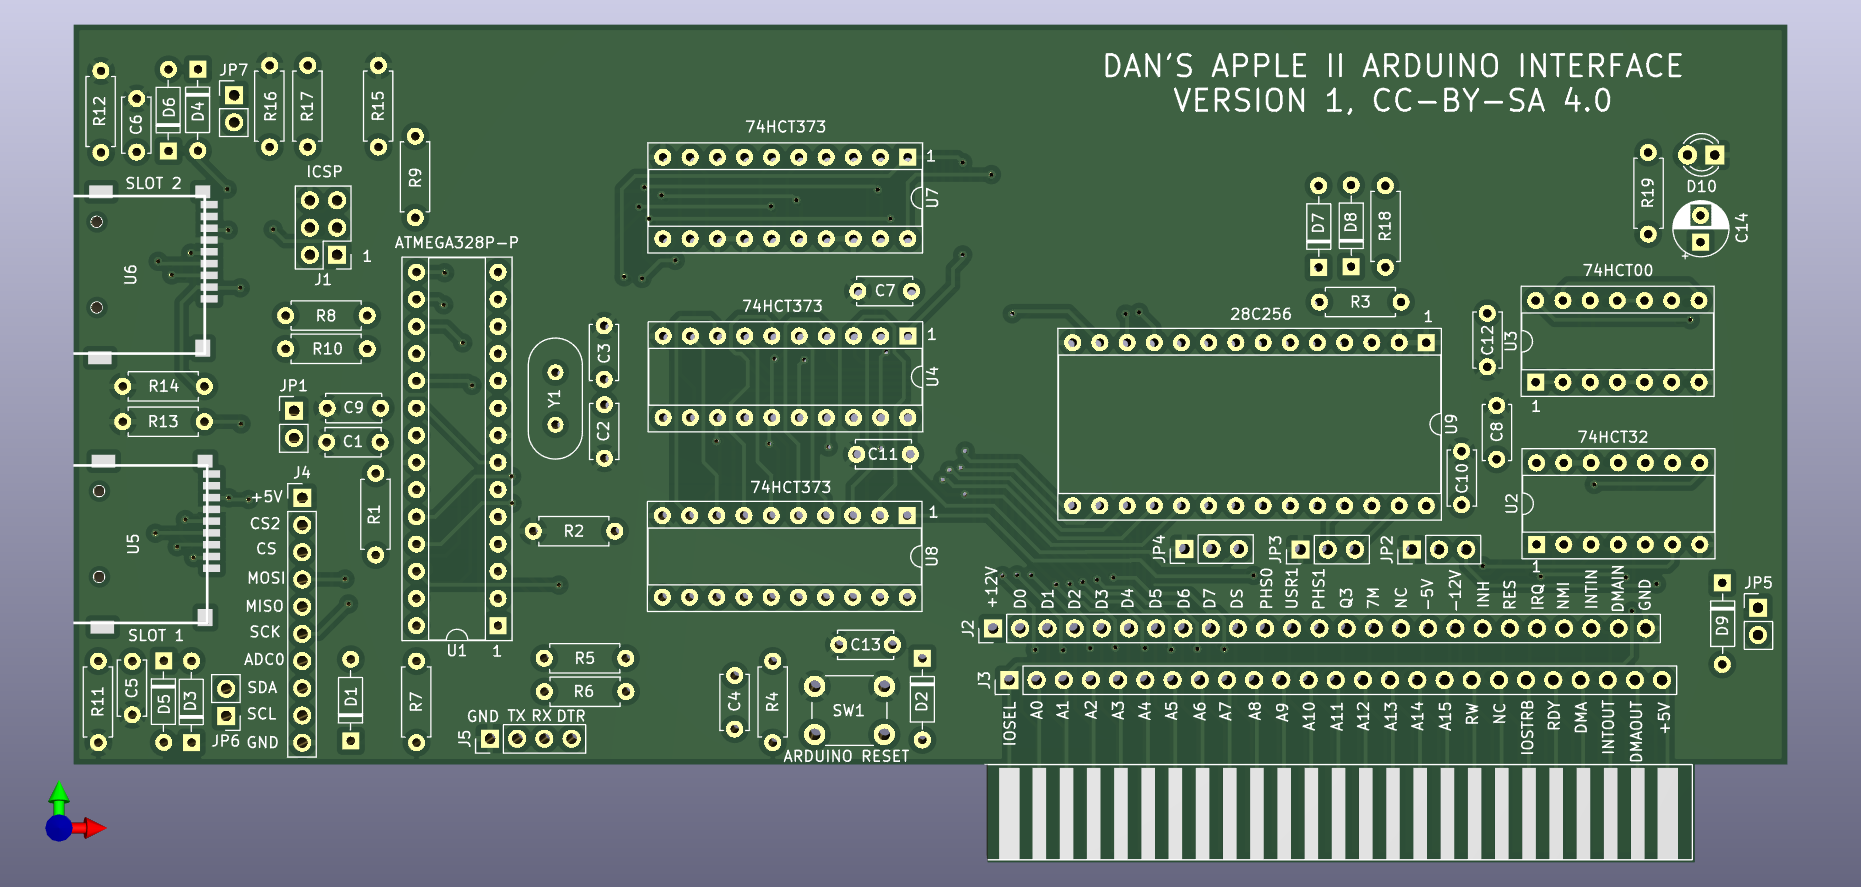 DAN'S APPLE II ARDUINO INTERFACE
VERSION 1, CC-BY-SA 4.0
R12
C6
D6
D4
JP7
R16
R17
R15
R9
SLOT 2
U6
ICSP
1
J1
ATMEGA328P-P
U1
1
R8
R10
R14
R13
JP1
C9
C1
R1
J4
+5V
CS2
CS
MOSI
MISO
SCK
ADC0
SDA
SCL
GND
U5
SLOT 1
R11
C5
D5
D3
JP6
D1
R7
Y1
C3
C2
R2
R5
R6
GND TX RX DTR
J5
74HCT373
1
U7
C7
74HCT373
1
U4
C11
74HCT373
1
U8
C13
C4
R4
SW1
D2
ARDUINO RESET
D7
D8
R18
R3
28C256
1
U9
R19
D10
C14
+
74HCT00
U3
1
C12
C8
C10
74HCT32
U2
1
JP4
JP3
JP2
D9
JP5
J2
+12V
D0
D1
D2
D3
D4
D5
D6
D7
DS
PHS0
USR1
PHS1
Q3
7M
NC
-5V
-12V
INH
RES
IRQ
NMI
INTIN
DMAIN
GND
J3
IOSEL
A0
A1
A2
A3
A4
A5
A6
A7
A8
A9
A10
A11
A12
A13
A14
A15
RW
NC
IOSTRB
RDY
DMA
INTOUT
DMAOUT
+5V